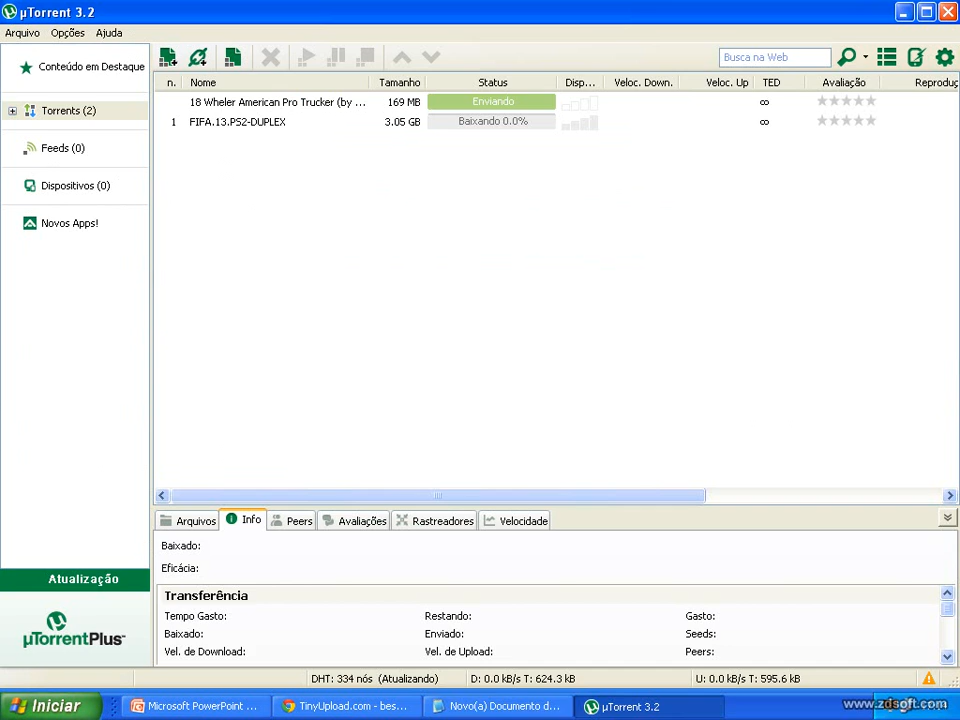 µTorrent 3.2
Arquivo Opções Ajuda
Conteúdo em Destaque
Busca na Web
n. Nome Tamanho Status Disp... Veloc. Down. Veloc. Up TED Avaliação Reproduç
18 Wheler American Pro Trucker (by ... 169 MB Enviando ∞
1 FIFA.13.PS2-DUPLEX 3.05 GB Baixando 0.0% ∞
Torrents (2)
Feeds (0)
Dispositivos (0)
Novos Apps!
Arquivos Info Peers Avaliações Rastreadores Velocidade
Baixado:
Eficácia:
Transferência
Tempo Gasto: Restando: Gasto:
Baixado: Enviado: Seeds:
Vel. de Download: Vel. de Upload: Peers:
Atualização
µTorrentPlus™
DHT: 334 nós (Atualizando) D: 0.0 kB/s T: 624.3 kB U: 0.0 kB/s T: 595.6 kB
Iniciar Microsoft PowerPoint ... TinyUpload.com - bes... Novo(a) Documento d... µTorrent 3.2
www.zdsoft.com